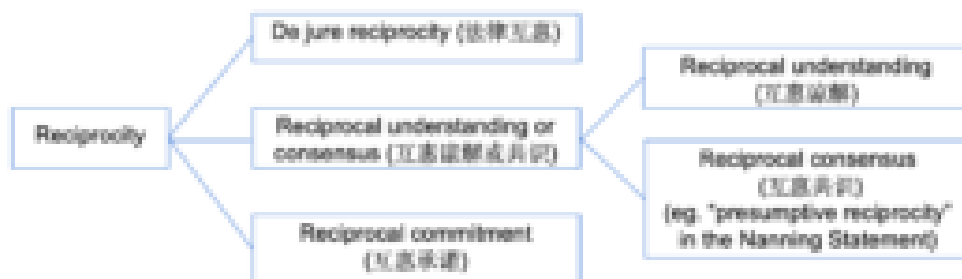 Reciprocity
De jure reciprocity (法律互惠)
Reciprocal understanding or
consensus (互惠谅解或共识)
Reciprocal commitment
(互惠承诺)
Reciprocal understanding
(互惠谅解)
Reciprocal consensus
(互惠共识)
(eg. "presumptive reciprocity"
in the Nanning Statement)